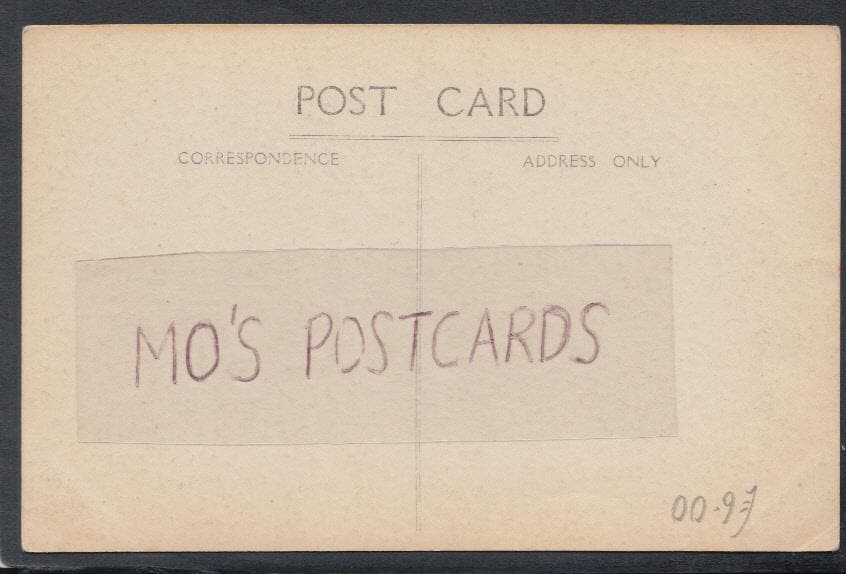 POST CARD
CORRESPONDENCE
ADDRESS ONLY
MO'S POSTCARDS